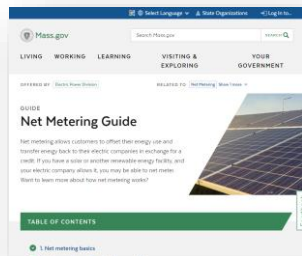 Select Language
State Organizations
Log In to...
Mass.gov
Search Mass.gov
SEARCH
LIVING WORKING LEARNING VISITING & EXPLORING YOUR GOVERNMENT
OFFERED BY Electric Power Division
RELATED TO Net Metering Show 1 more
GUIDE
Net Metering Guide
Net metering allows customers to offset their energy use and
transfer energy back to their electric companies in exchange for a
credit. If you have a solar or another renewable energy facility, and
your electric company allows it, you may be able to net meter.
Want to learn more about how net metering works?
TABLE OF CONTENTS
1. Net metering basics